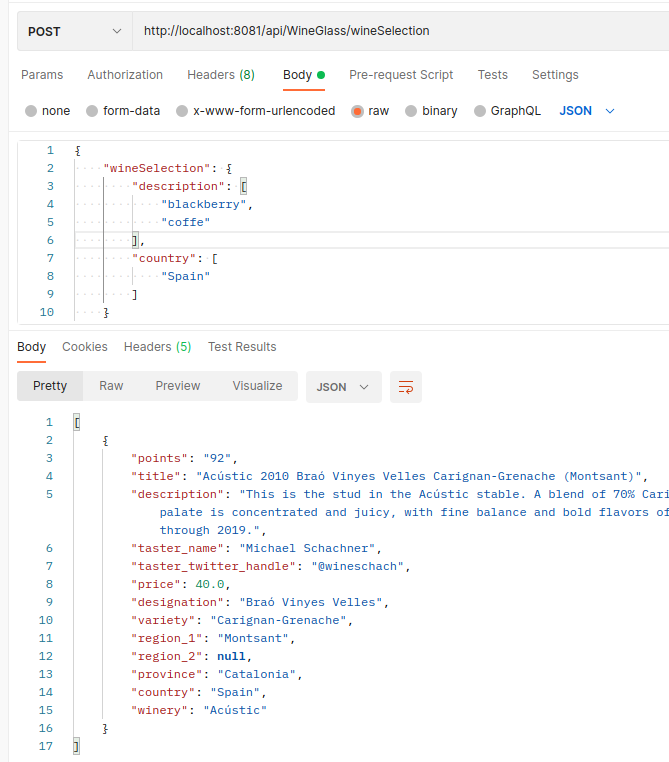 POST http://localhost:8081/api/WineGlass/wineSelection
Params Authorization Headers (8) Body Pre-request Script Tests Settings
none form-data x-www-form-urlencoded raw binary GraphQL JSON
1 {
2 "wineSelection": {
3 "description": [
4 "blackberry",
5 "coffe"
6 ],
7 "country": [
8 "Spain"
9 ]
10 }
Body Cookies Headers (5) Test Results
Pretty Raw Preview Visualize JSON
1 [
2 {
3 "points": "92",
4 "title": "Acústic 2010 Braó Vinyes Velles Carignan-Grenache (Montsant)",
5 "description": "This is the stud in the Acústic stable. A blend of 70% Cari
palate is concentrated and juicy, with fine balance and bold flavors of
through 2019.",
6 "taster_name": "Michael Schachner",
7 "taster_twitter_handle": "@wineschach",
8 "price": 40.0,
9 "designation": "Braó Vinyes Velles",
10 "variety": "Carignan-Grenache",
11 "region_1": "Montsant",
12 "region_2": null,
13 "province": "Catalonia",
14 "country": "Spain",
15 "winery": "Acústic"
16 }
17 ]